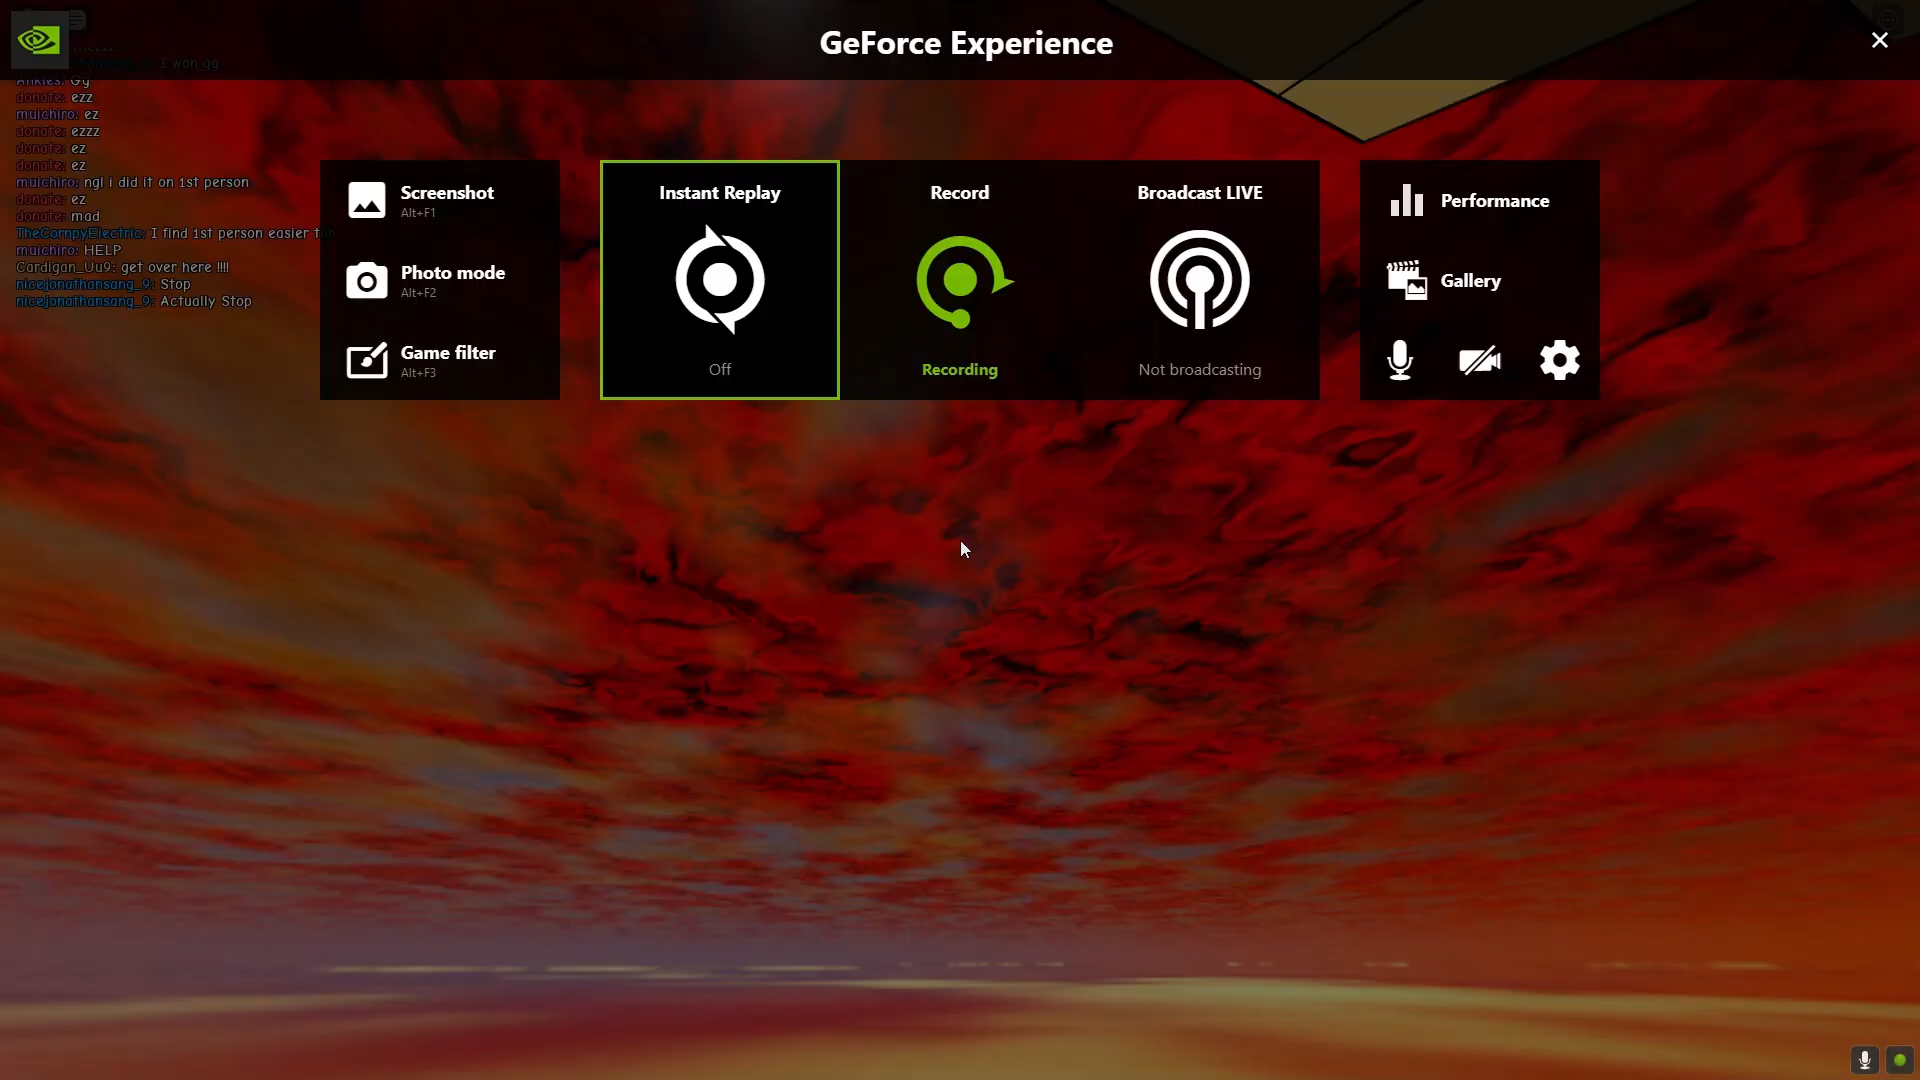 GeForce Experience
I won gg
Ankles: Gg
donate: ezz
muichiro: ez
donate: ezzz
donate: ez
donate: ez
muichiro: ngl i did it on 1st person
donate: ez
donate: mad
TheCornpyElectric: I find 1st person easier
muichiro: HELP
Cardigan_Uu9: get over here !!!!
nicejonathansang_9: Stop
nicejonathansang_9: Actually Stop
Screenshot
Alt+F1
Photo mode
Alt+F2
Game filter
Alt+F3
Instant Replay
Off
Record
Recording
Broadcast LIVE
Not broadcasting
Performance
Gallery